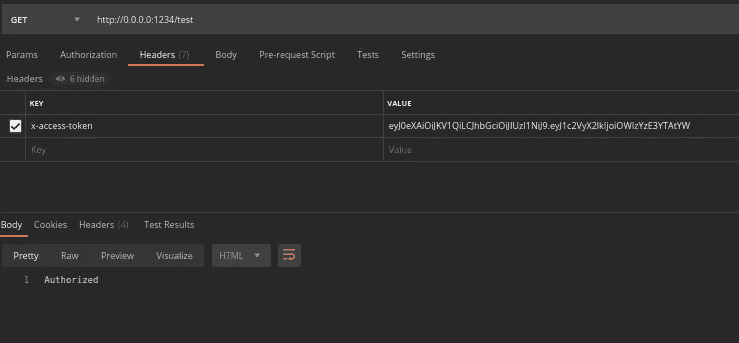 GET http://0.0.0.0:1234/test
Params Authorization Headers (7) Body Pre-request Script Tests Settings
Headers 6 hidden
KEY VALUE
x-access-token eyJ0eXAiOiJKV1QiLCJhbGciOiJIUzI1NiJ9.eyJ1c2VyX2lkIjoiOWIzYzE3YTAtYW
Key Value
Body Cookies Headers (4) Test Results
Pretty Raw Preview Visualize HTML
1 Authorized